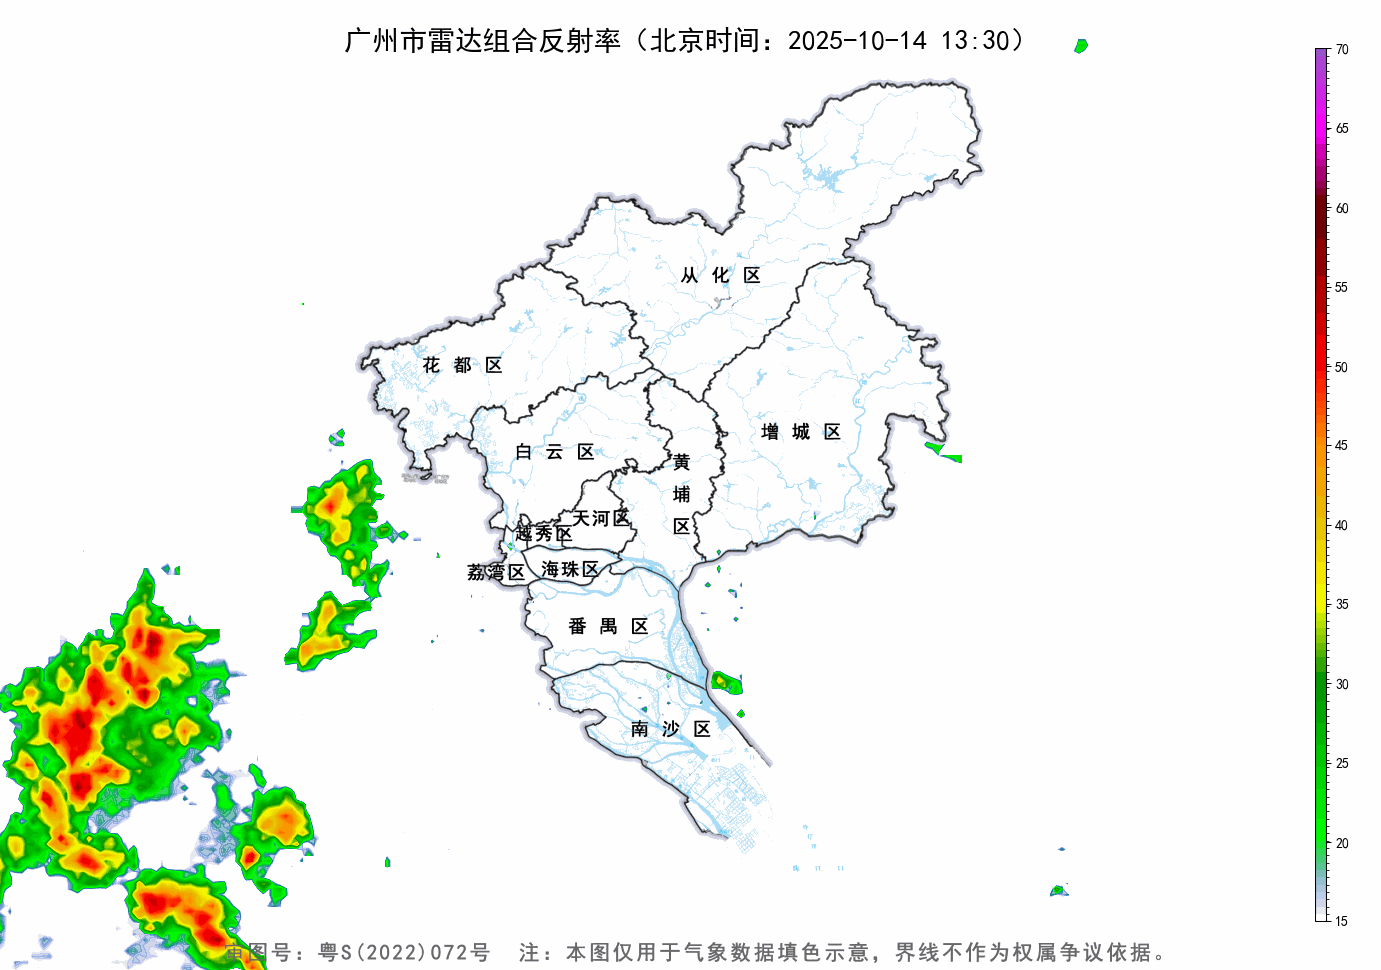 广州市雷达组合反射率（北京时间：2025-10-14 13:30）
70
65
60
55
50
45
40
35
30
25
20
15
从化区
花都区
增城区
白云区
黄埔区
天河区
越秀区
荔湾区
海珠区
番禺区
南沙区
审图号：粤S(2022)072号 注：本图仅用于气象数据填色示意，界线不作为权属争议依据。